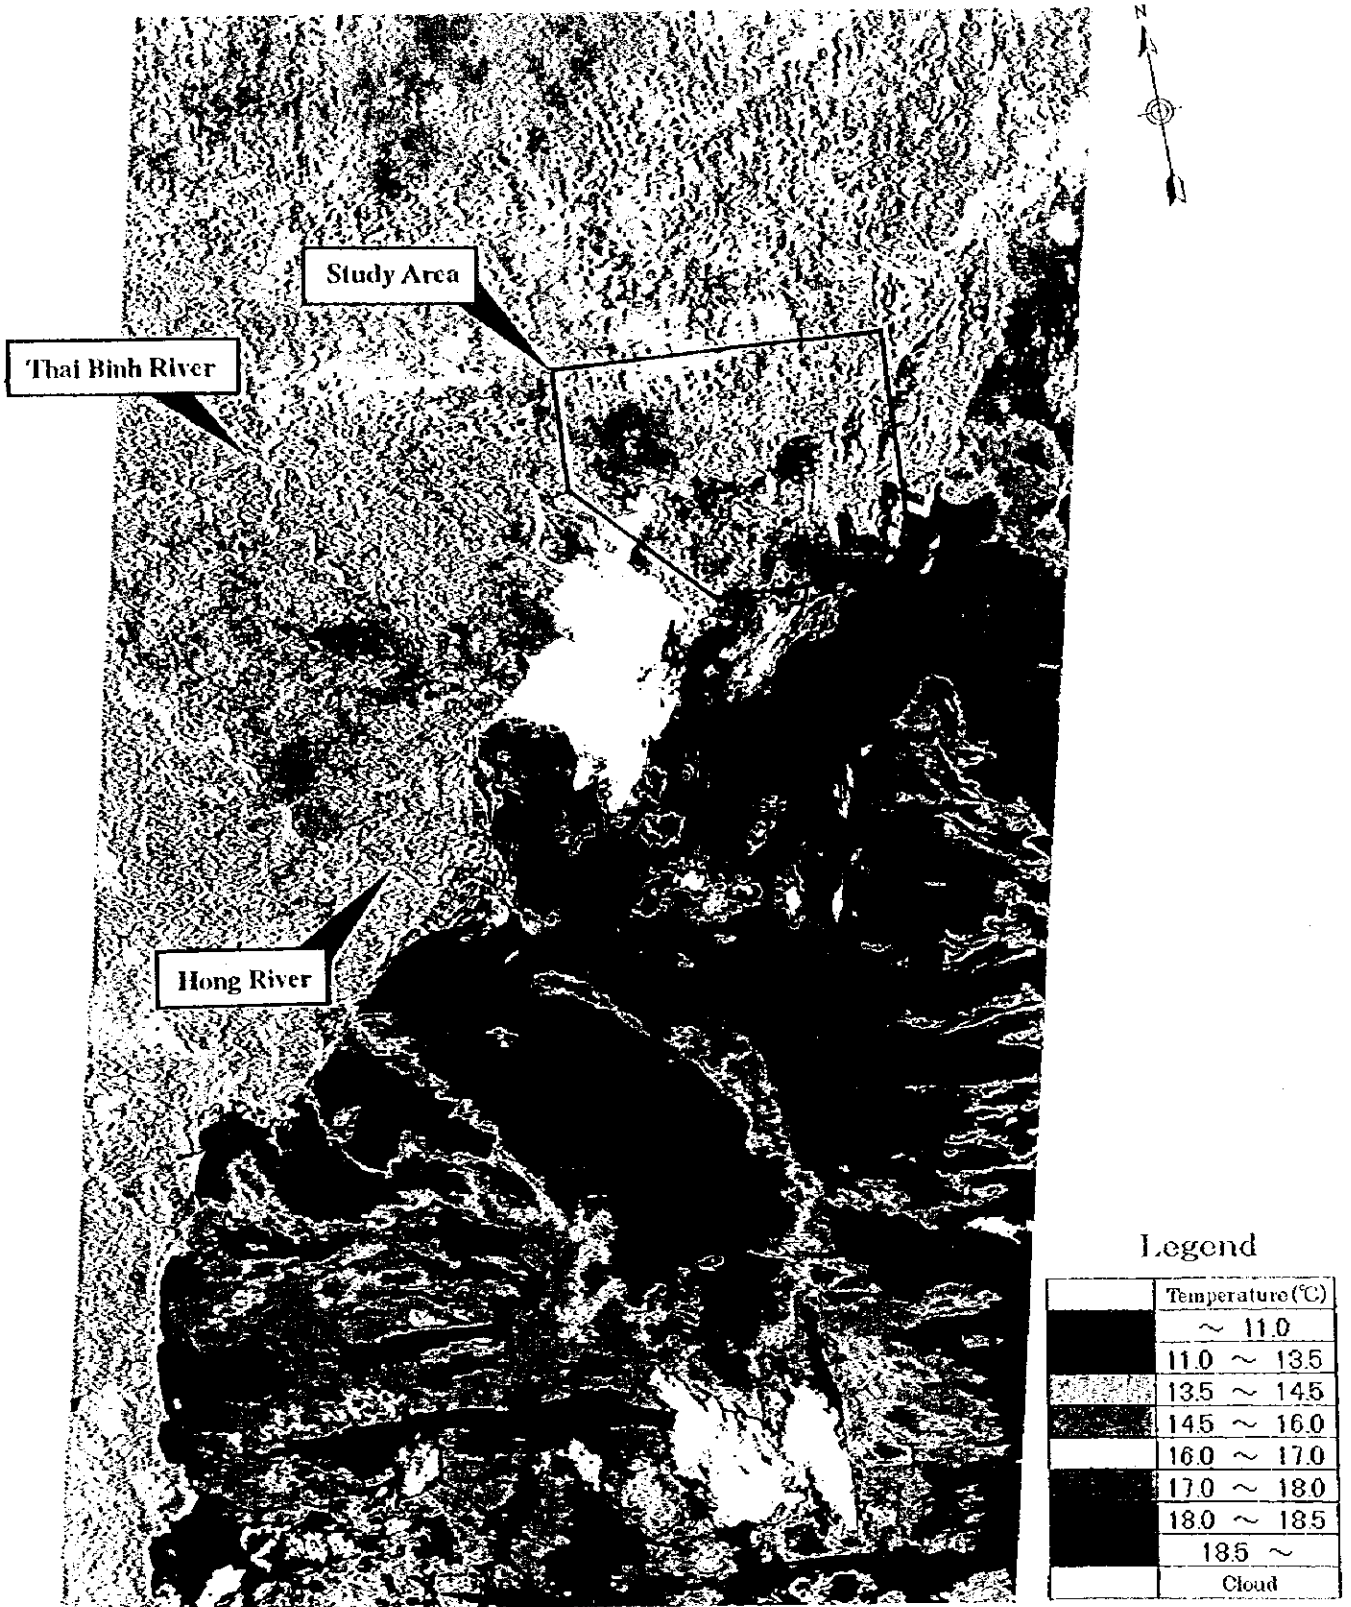 N
Study Area
Thai Binh River
Hong River
Legend
Temperature (℃)
~ 11.0
11.0 ~ 13.5
13.5 ~ 14.5
14.5 ~ 16.0
16.0 ~ 17.0
17.0 ~ 18.0
18.0 ~ 18.5
18.5 ~
Cloud